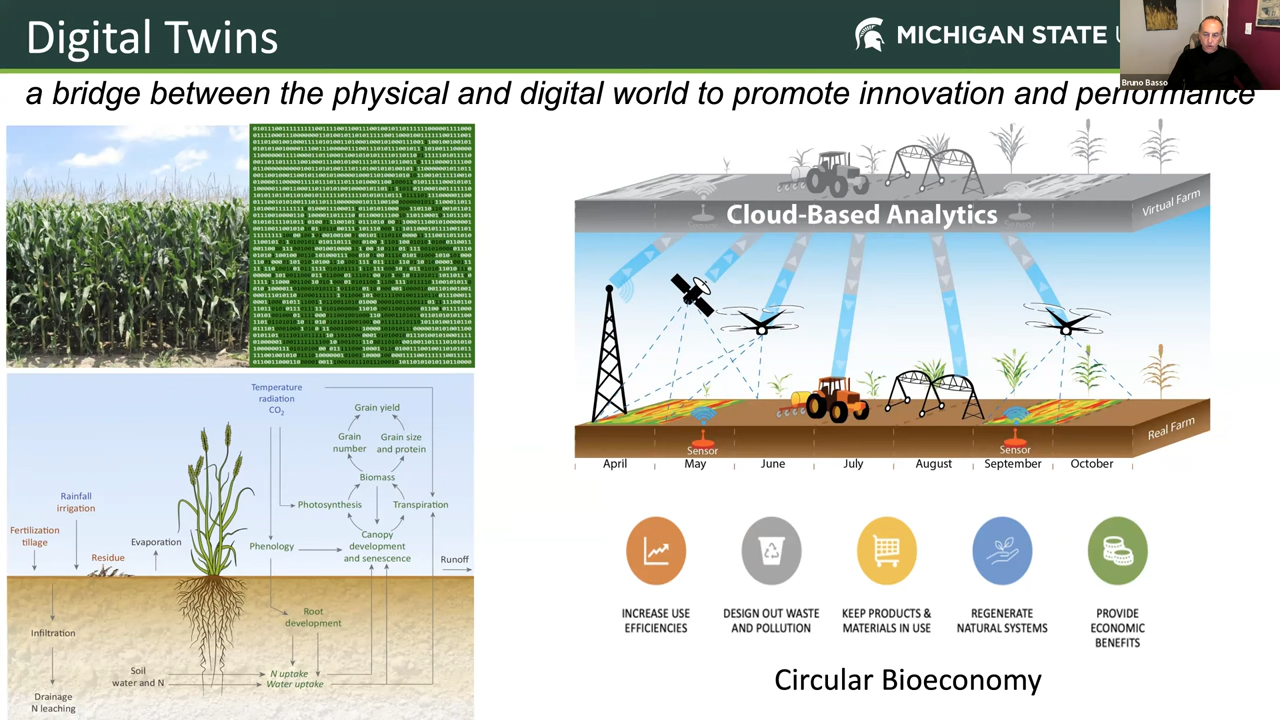 Digital Twins
MICHIGAN STATE U
Bruno Basso
a bridge between the physical and digital world to promote innovation and performance
Cloud-Based Analytics
Virtual Farm
Real Farm
Sensor
Sensor
April
May
June
July
August
September
October
Temperature
radiation
CO2
Grain yield
Grain
number
Grain size
and protein
Biomass
Photosynthesis
Transpiration
Rainfall
irrigation
Fertilization
tillage
Residue
Evaporation
Phenology
Canopy
development
and senescence
Runoff
Root
development
Infiltration
Soil
water and N
N uptake
Water uptake
Drainage
N leaching
INCREASE USE
EFFICIENCIES
DESIGN OUT WASTE
AND POLLUTION
KEEP PRODUCTS &
MATERIALS IN USE
REGENERATE
NATURAL SYSTEMS
PROVIDE
ECONOMIC
BENEFITS
Circular Bioeconomy